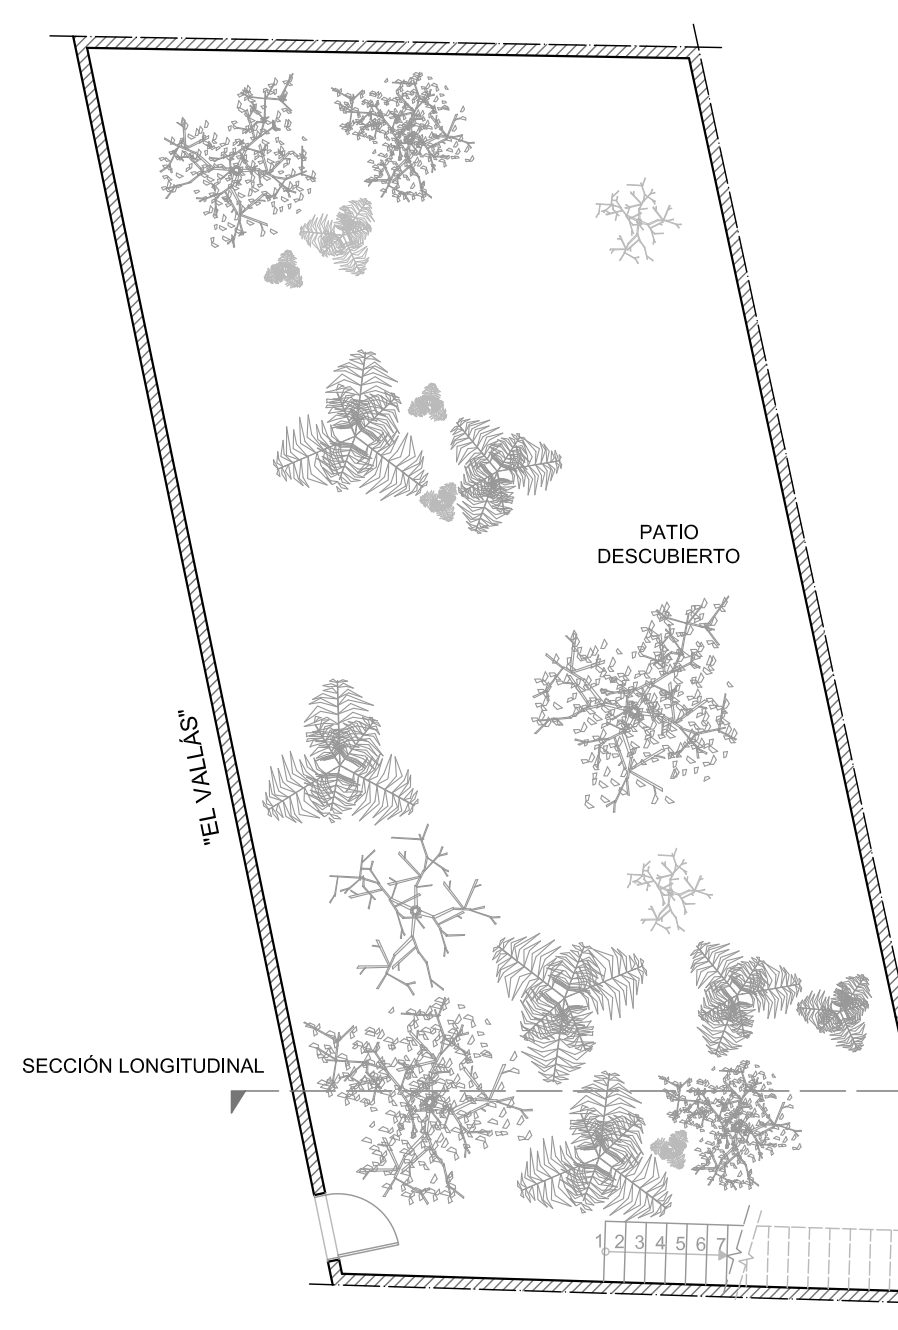 PATIO
DESCUBIERTO
"EL VALLÁS"
SECCIÓN LONGITUDINAL
1 2 3 4 5 6 7